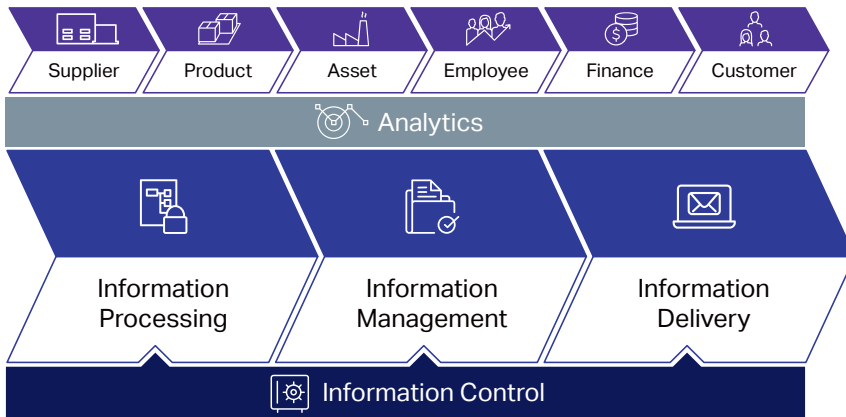 Supplier
Product
Asset
Employee
Finance
Customer
Analytics
Information
Processing
Information
Management
Information
Delivery
Information Control